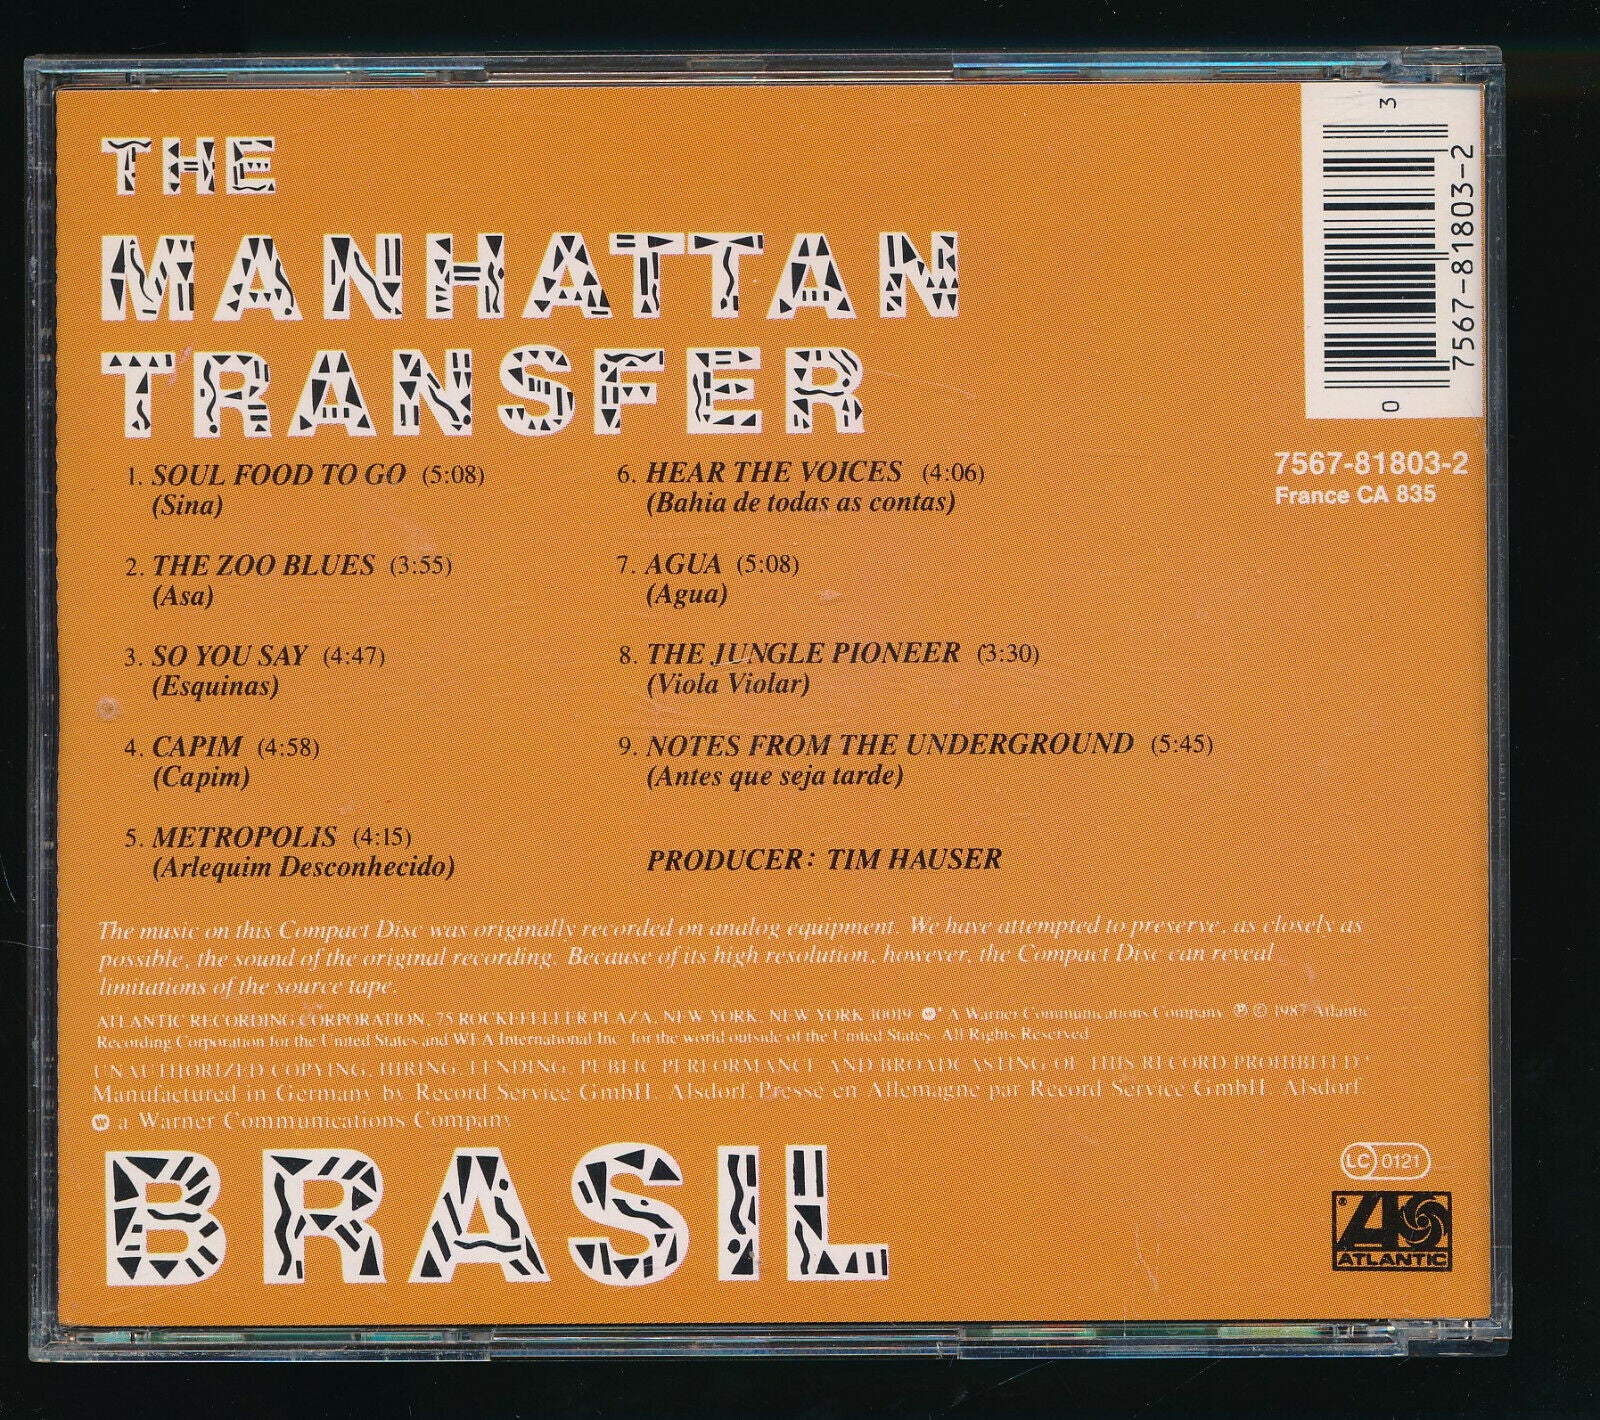 THE
MANHATTAN
TRANSFER
1. SOUL FOOD TO GO (5:08)
(Sina)
2. THE ZOO BLUES (3:55)
(Asa)
3. SO YOU SAY (4:47)
(Esquinas)
4. CAPIM (4:58)
(Capim)
5. METROPOLIS (4:15)
(Arlequim Desconhecido)
6. HEAR THE VOICES (4:06)
(Bahia de todas as contas)
7. AGUA (5:08)
(Agua)
8. THE JUNGLE PIONEER (3:30)
(Viola Violar)
9. NOTES FROM THE UNDERGROUND (5:45)
(Antes que seja tarde)
PRODUCER: TIM HAUSER
3
7567-81803-2
0
7567-81803-2
France CA 835
The music on this Compact Disc was originally recorded on analog equipment. We have attempted to preserve, as closely as
possible, the sound of the original recording. Because of its high resolution, however, the Compact Disc can reveal
limitations of the source tape.
ATLANTIC RECORDING CORPORATION, 75 ROCKEFELLER PLAZA, NEW YORK, NEW YORK 10019 A Warner Communications Company ℗ © 1987 Atlantic
Recording Corporation for the United States and WEA International Inc. for the world outside of the United States. All Rights Reserved
UNAUTHORIZED COPYING, HIRING, LENDING, PUBLIC PERFORMANCE AND BROADCASTING OF THIS RECORD PROHIBITED!
Manufactured in Germany by Record Service GmbH. Alsdorf. Pressé en Allemagne par Record Service GmbH. Alsdorf.
a Warner Communications Company
BRASIL
LC 0121
ATLANTIC